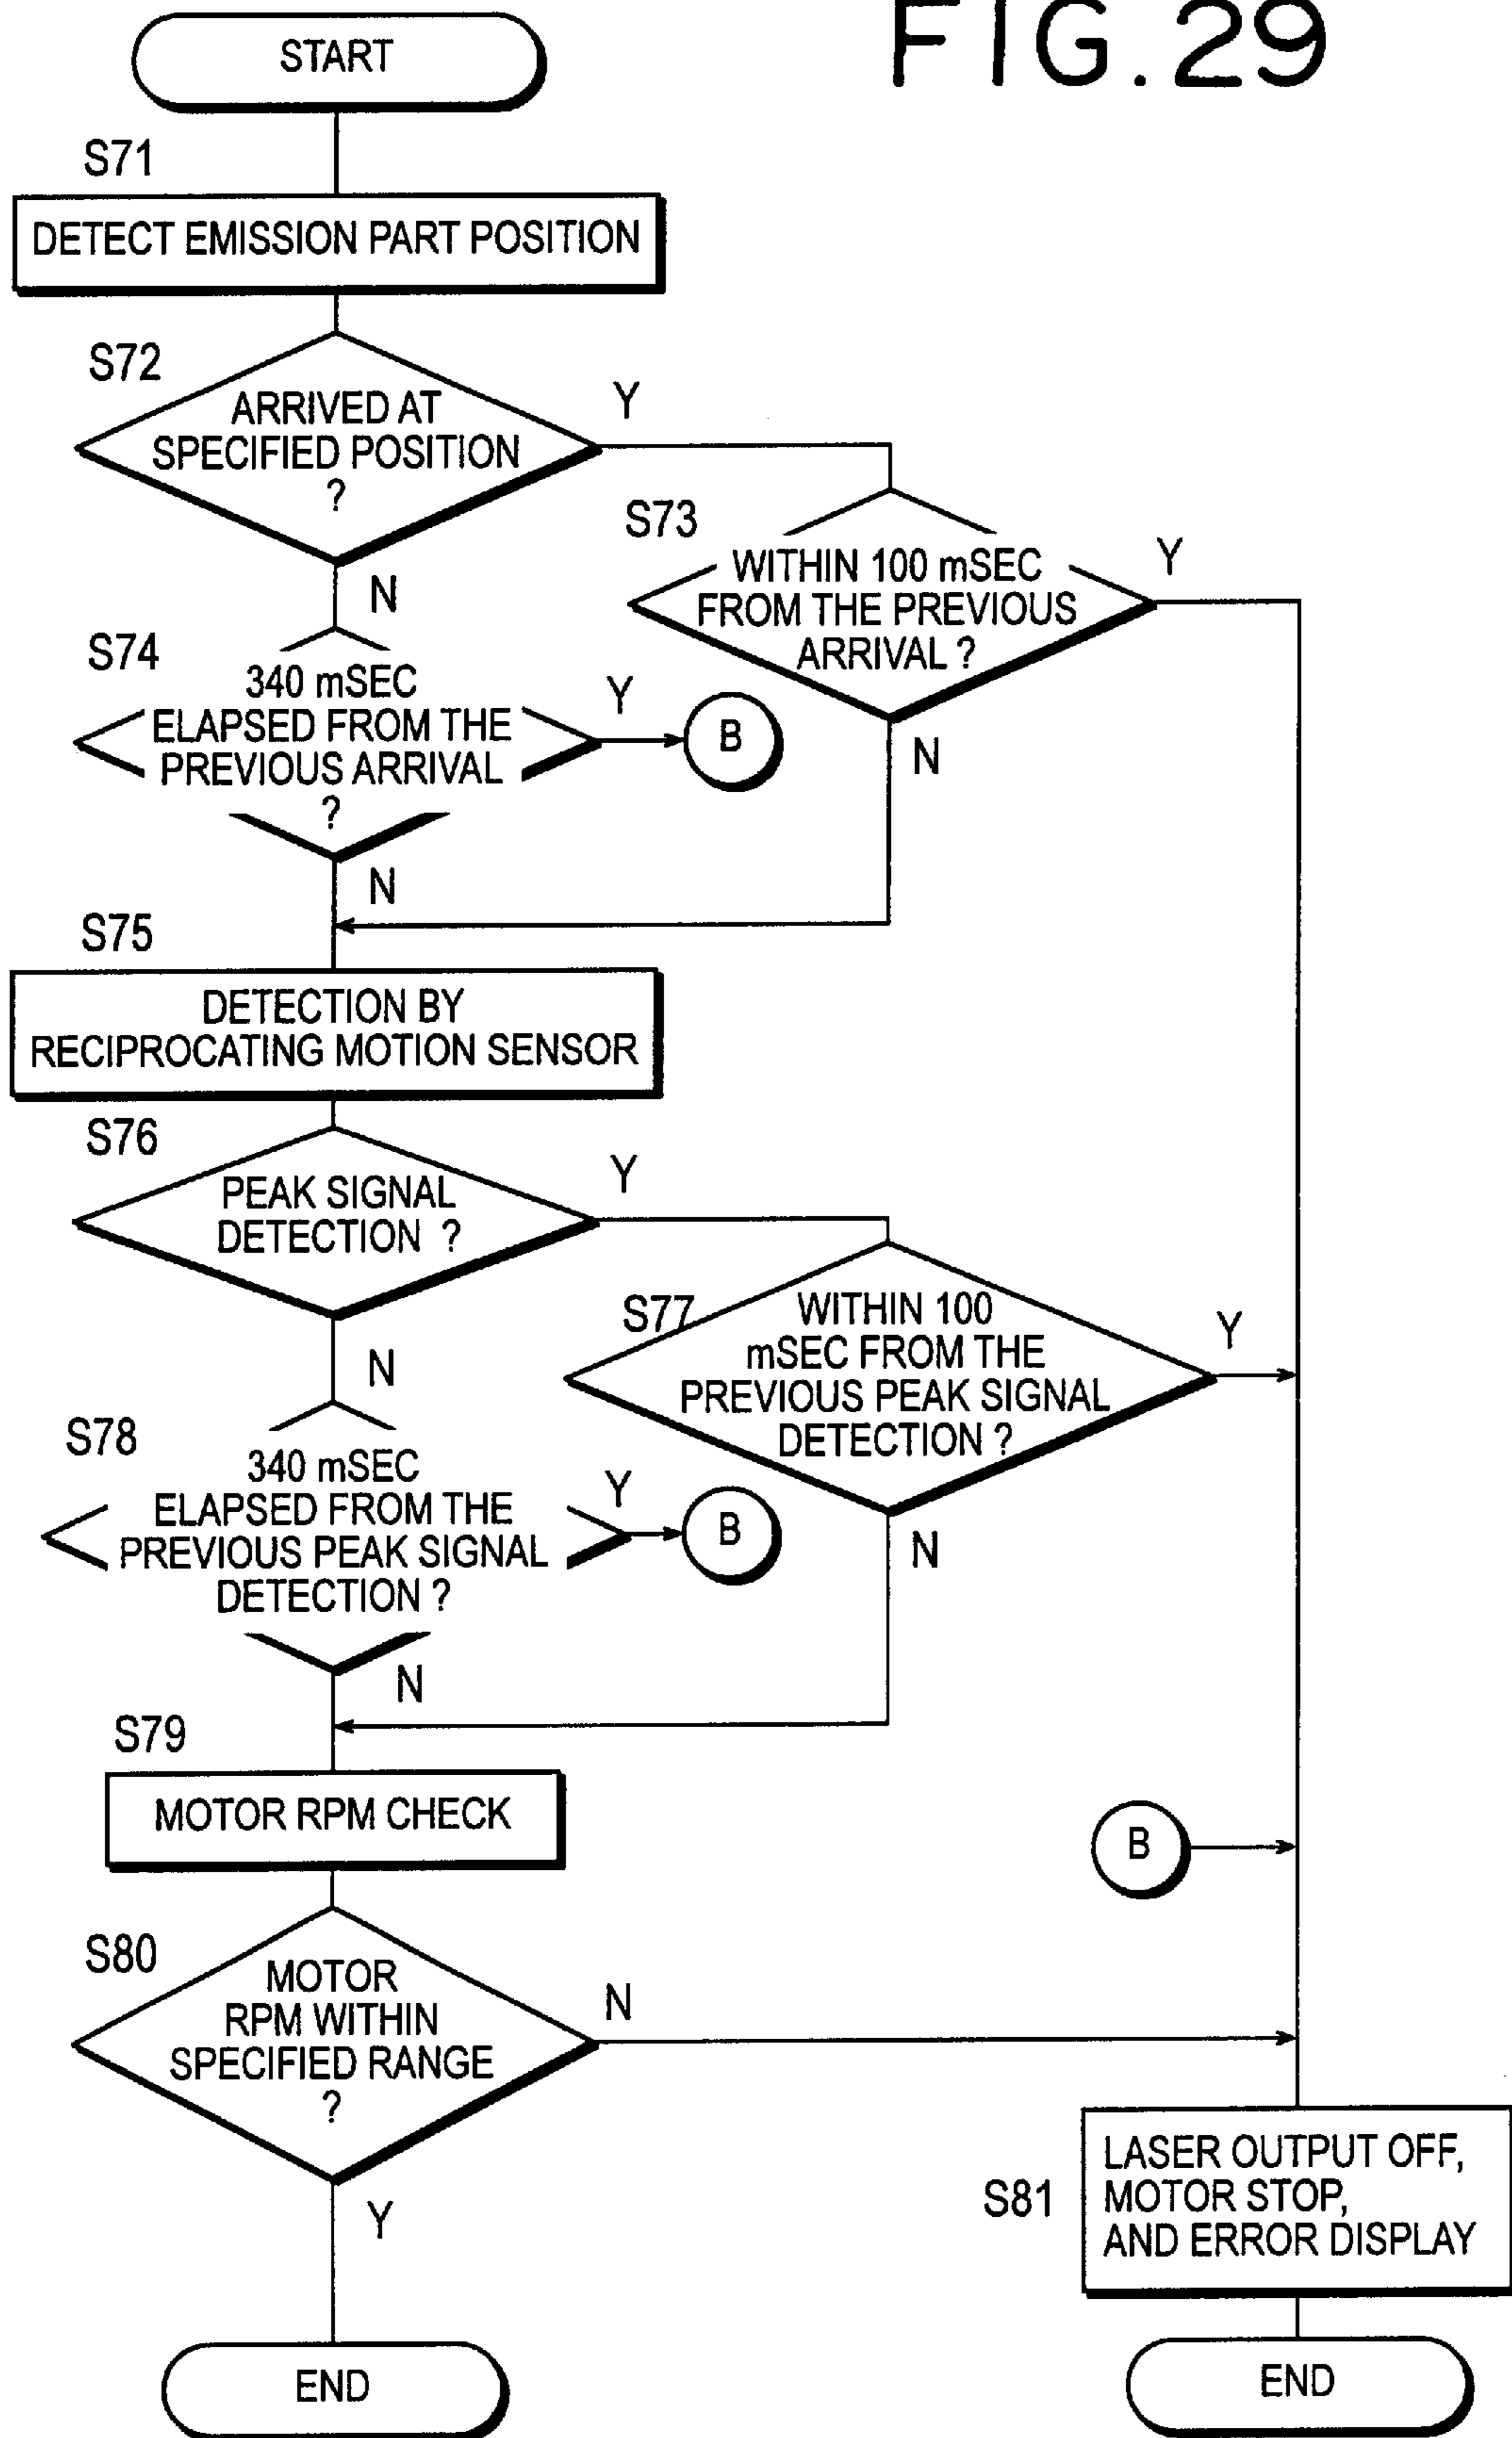 FIG.29
START
S71
DETECT EMISSION PART POSITION
S72
ARRIVED AT
SPECIFIED POSITION
?
Y
N
S73
WITHIN 100 mSEC
FROM THE PREVIOUS
ARRIVAL ?
Y
N
S74
340 mSEC
ELAPSED FROM THE
PREVIOUS ARRIVAL
?
Y
B
N
S75
DETECTION BY
RECIPROCATING MOTION SENSOR
S76
PEAK SIGNAL
DETECTION ?
Y
N
S77
WITHIN 100
mSEC FROM THE
PREVIOUS PEAK SIGNAL
DETECTION ?
Y
N
S78
340 mSEC
ELAPSED FROM THE
PREVIOUS PEAK SIGNAL
DETECTION ?
Y
B
N
S79
MOTOR RPM CHECK
B
S80
MOTOR
RPM WITHIN
SPECIFIED RANGE
?
N
Y
S81
LASER OUTPUT OFF,
MOTOR STOP,
AND ERROR DISPLAY
END
END